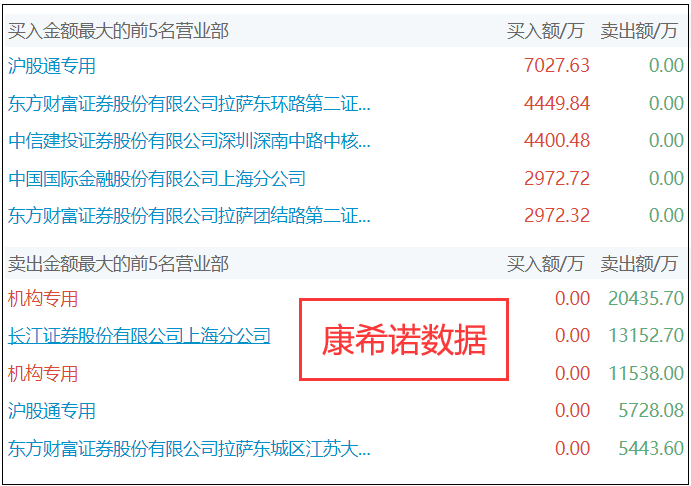 买入金额最大的前5名营业部 买入额/万 卖出额/万
沪股通专用 7027.63 0.00
东方财富证券股份有限公司拉萨东环路第二证... 4449.84 0.00
中信建投证券股份有限公司深圳深南中路中核... 4400.48 0.00
中国国际金融股份有限公司上海分公司 2972.72 0.00
东方财富证券股份有限公司拉萨团结路第二证... 2972.32 0.00
卖出金额最大的前5名营业部 买入额/万 卖出额/万
机构专用 0.00 20435.70
长江证券股份有限公司上海分公司 0.00 13152.70
康希诺数据
机构专用 0.00 11538.00
沪股通专用 0.00 5728.08
东方财富证券股份有限公司拉萨东城区江苏大... 0.00 5443.60